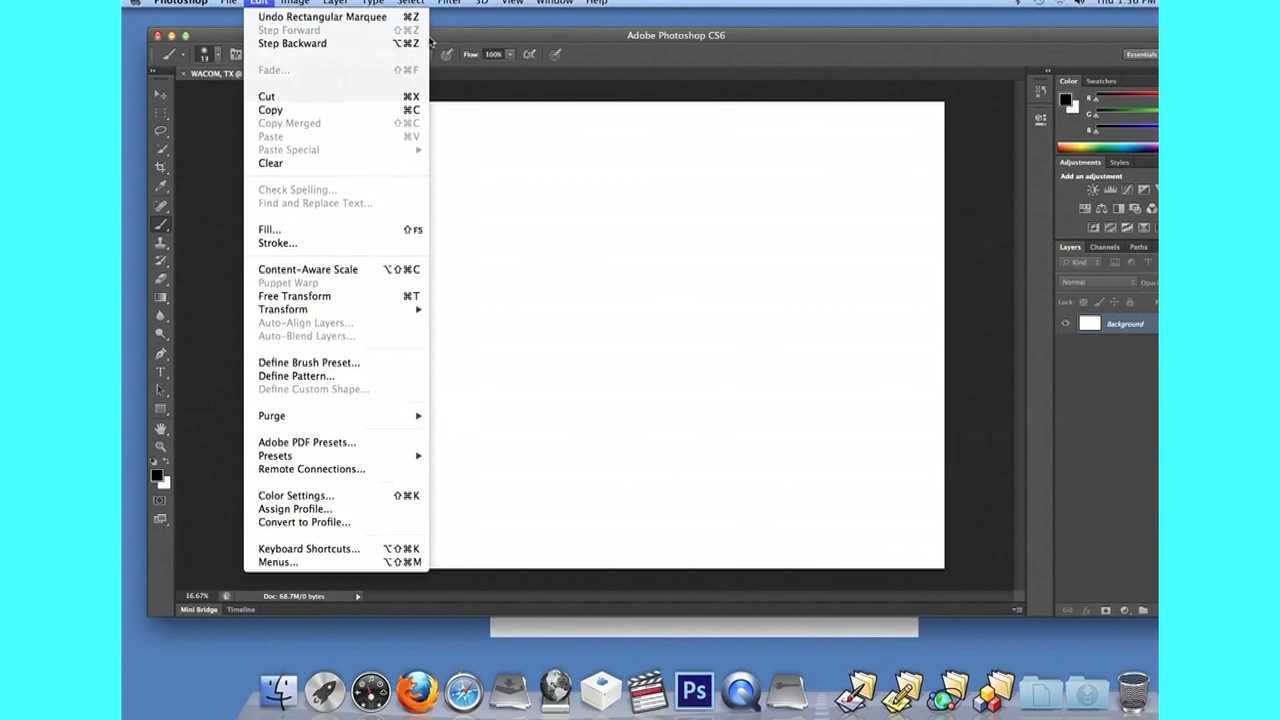 Photoshop File Edit Image Layer Type Select Filter 3D View Window Help
Thu 1:56 PM
Adobe Photoshop CS6
13
Flow: 100%
Essentials
WACOM, TX @
Undo Rectangular Marquee ⌘Z
Step Forward ⇧⌘Z
Step Backward ⌥⌘Z
Fade... ⇧⌘F
Cut ⌘X
Copy ⌘C
Copy Merged ⇧⌘C
Paste ⌘V
Paste Special
Clear
Check Spelling...
Find and Replace Text...
Fill... ⇧F5
Stroke...
Content-Aware Scale ⌥⇧⌘C
Puppet Warp
Free Transform ⌘T
Transform
Auto-Align Layers...
Auto-Blend Layers...
Define Brush Preset...
Define Pattern...
Define Custom Shape...
Purge
Adobe PDF Presets...
Presets
Remote Connections...
Color Settings... ⇧⌘K
Assign Profile...
Convert to Profile...
Keyboard Shortcuts... ⌥⇧⌘K
Menus... ⌥⇧⌘M
Color Swatches
R
G
B
Adjustments Styles
Add an adjustment
Layers Channels Paths
Kind
Normal Opac
Lock:
Background
16.67% Doc: 68.7M/0 bytes
Mini Bridge Timeline
Ps